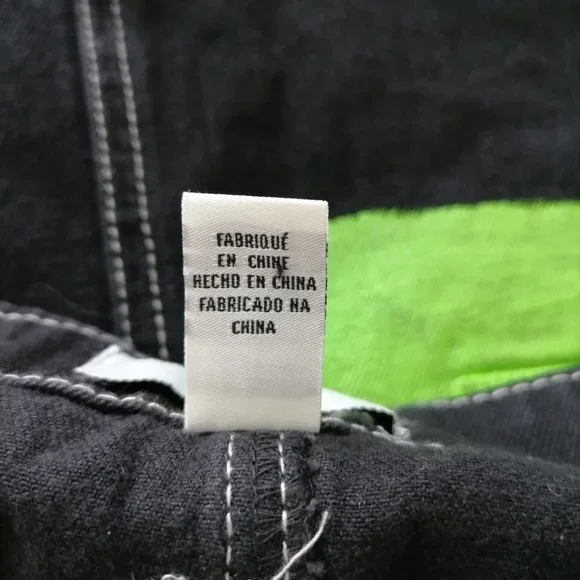 FABRIQUÉ
EN CHINE
HECHO EN CHINA
FABRICADO NA
CHINA